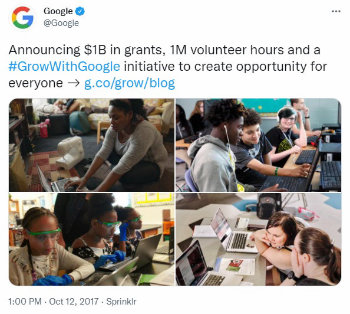 Google
@Google
Announcing $1B in grants, 1M volunteer hours and a
#GrowWithGoogle initiative to create opportunity for
everyone → g.co/grow/blog
1:00 PM · Oct 12, 2017 · Sprinklr